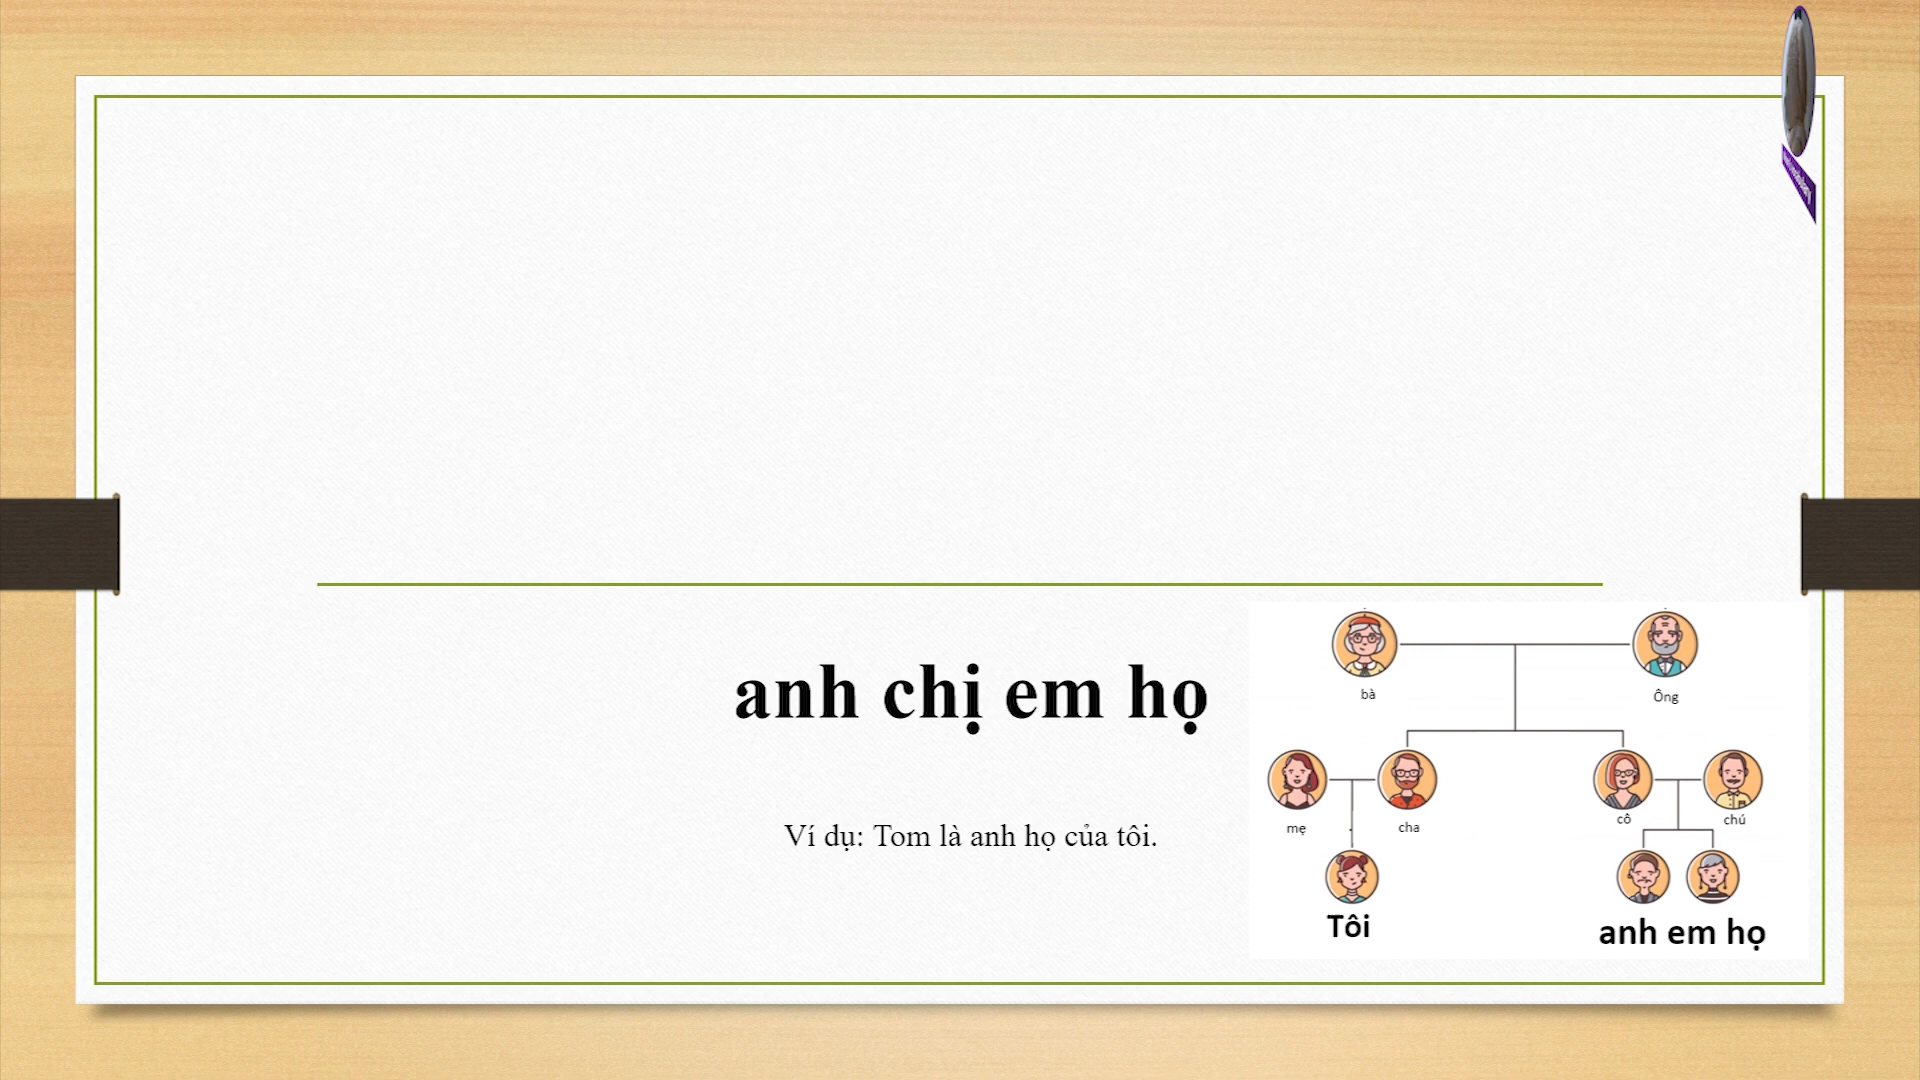 anh chị em họ
Ví dụ: Tom là anh họ của tôi.
bà
Ông
mẹ
cha
cô
chú
Tôi
anh em họ